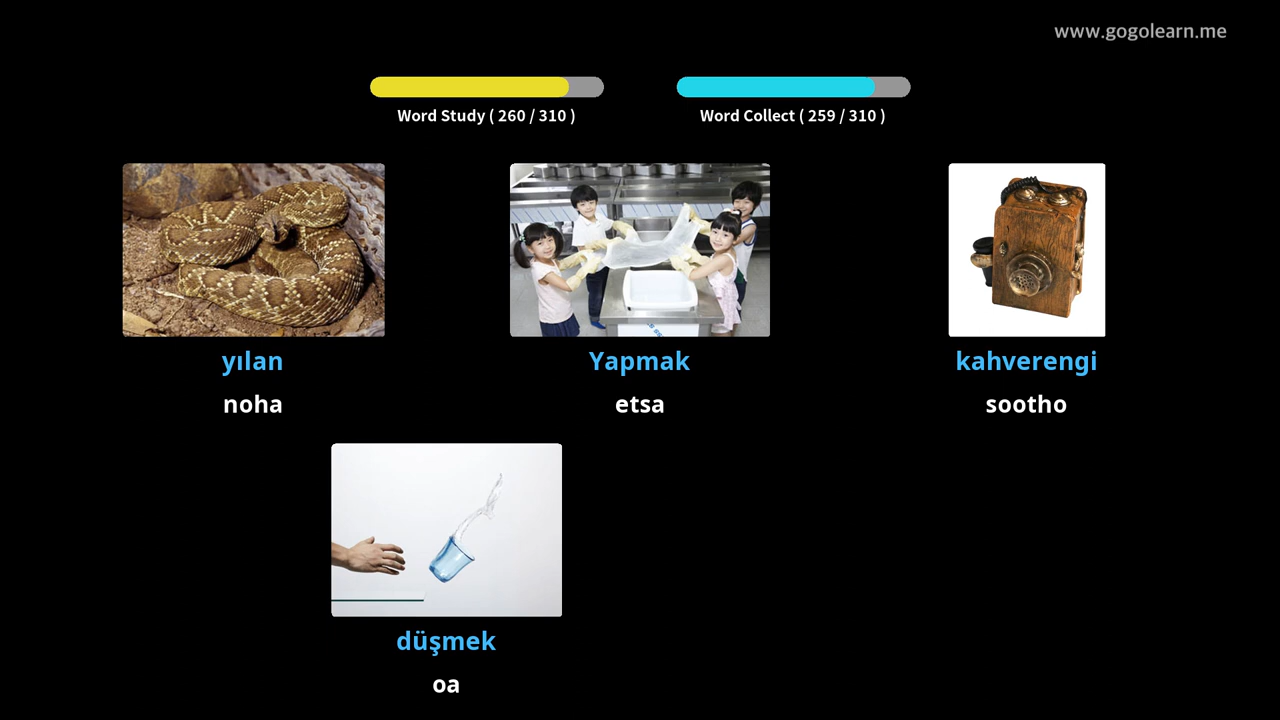 www.gogolearn.me
Word Study ( 260 / 310 )
Word Collect ( 259 / 310 )
yılan
noha
Yapmak
etsa
kahverengi
sootho
düşmek
oa